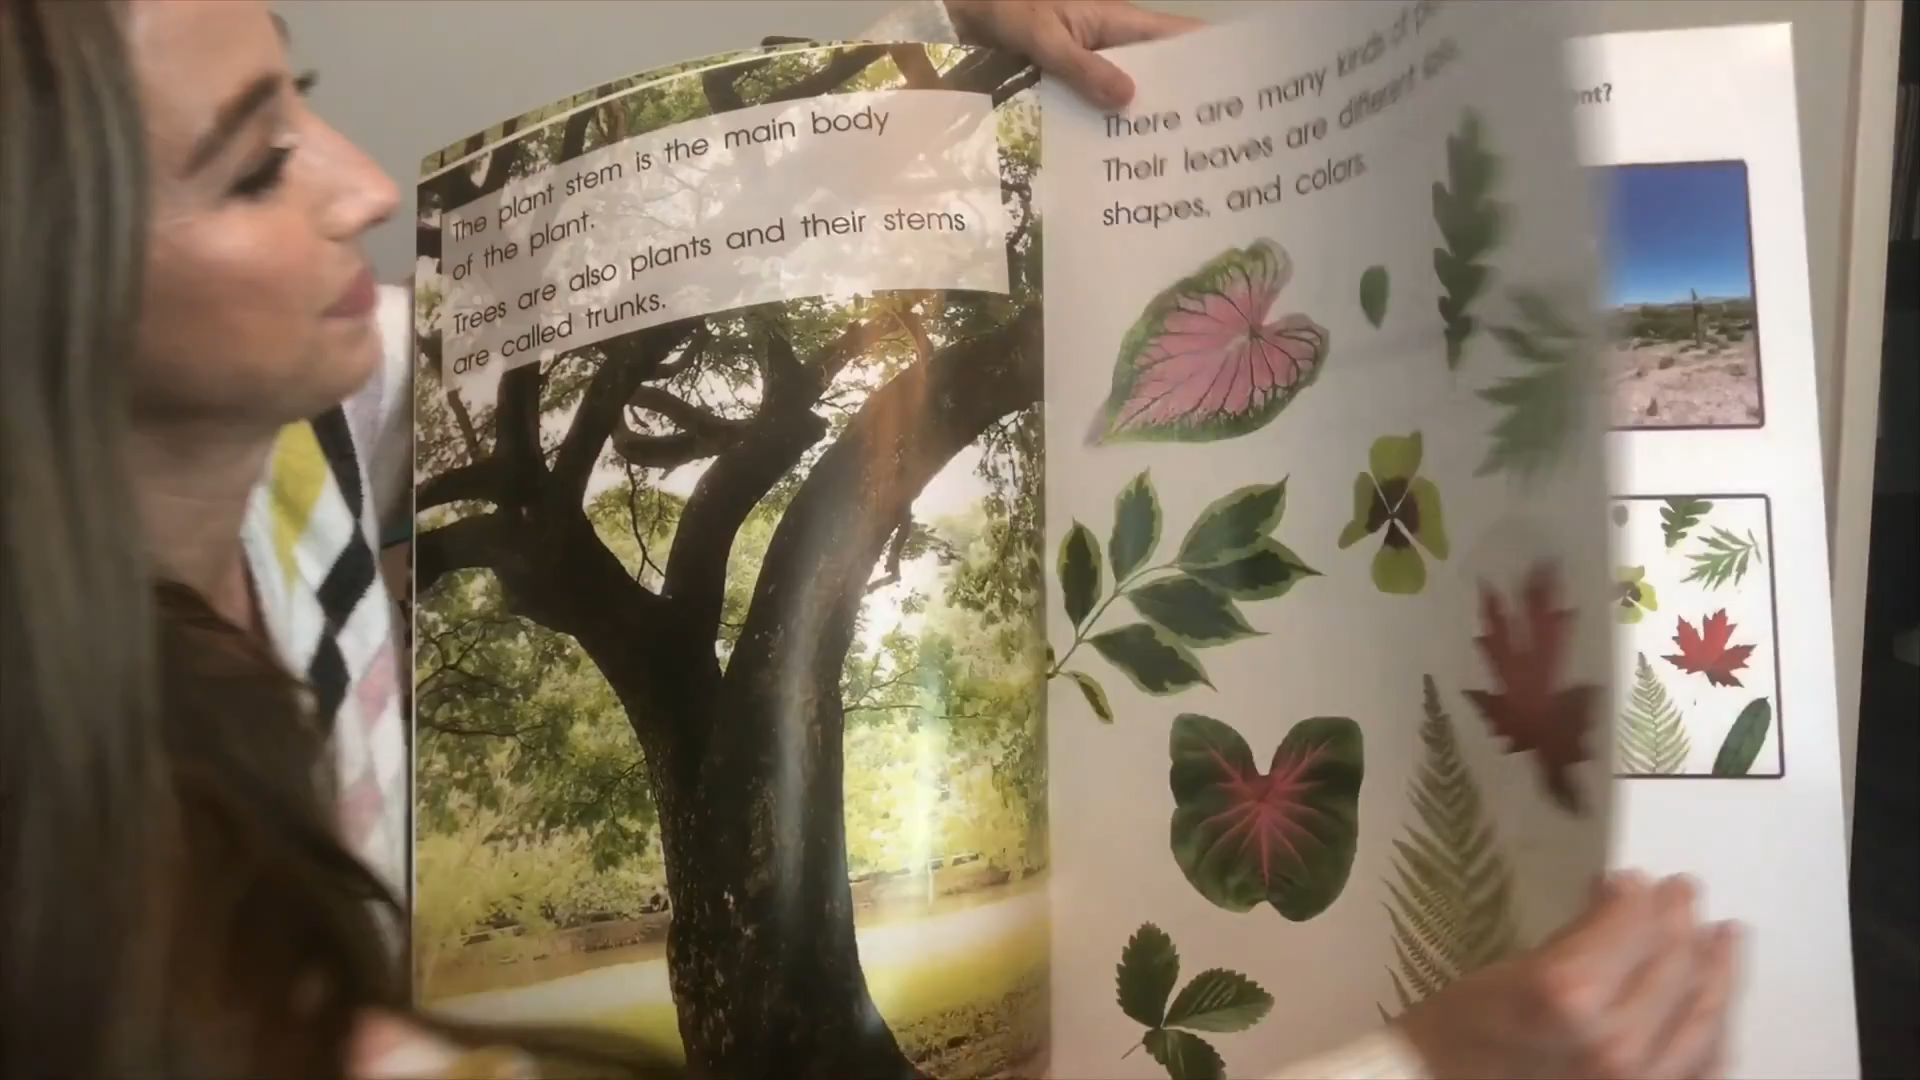 The plant stem is the main body
of the plant.
Trees are also plants and their stems
are called trunks.
There are many kinds of
Their leaves are different
shapes, and colors.